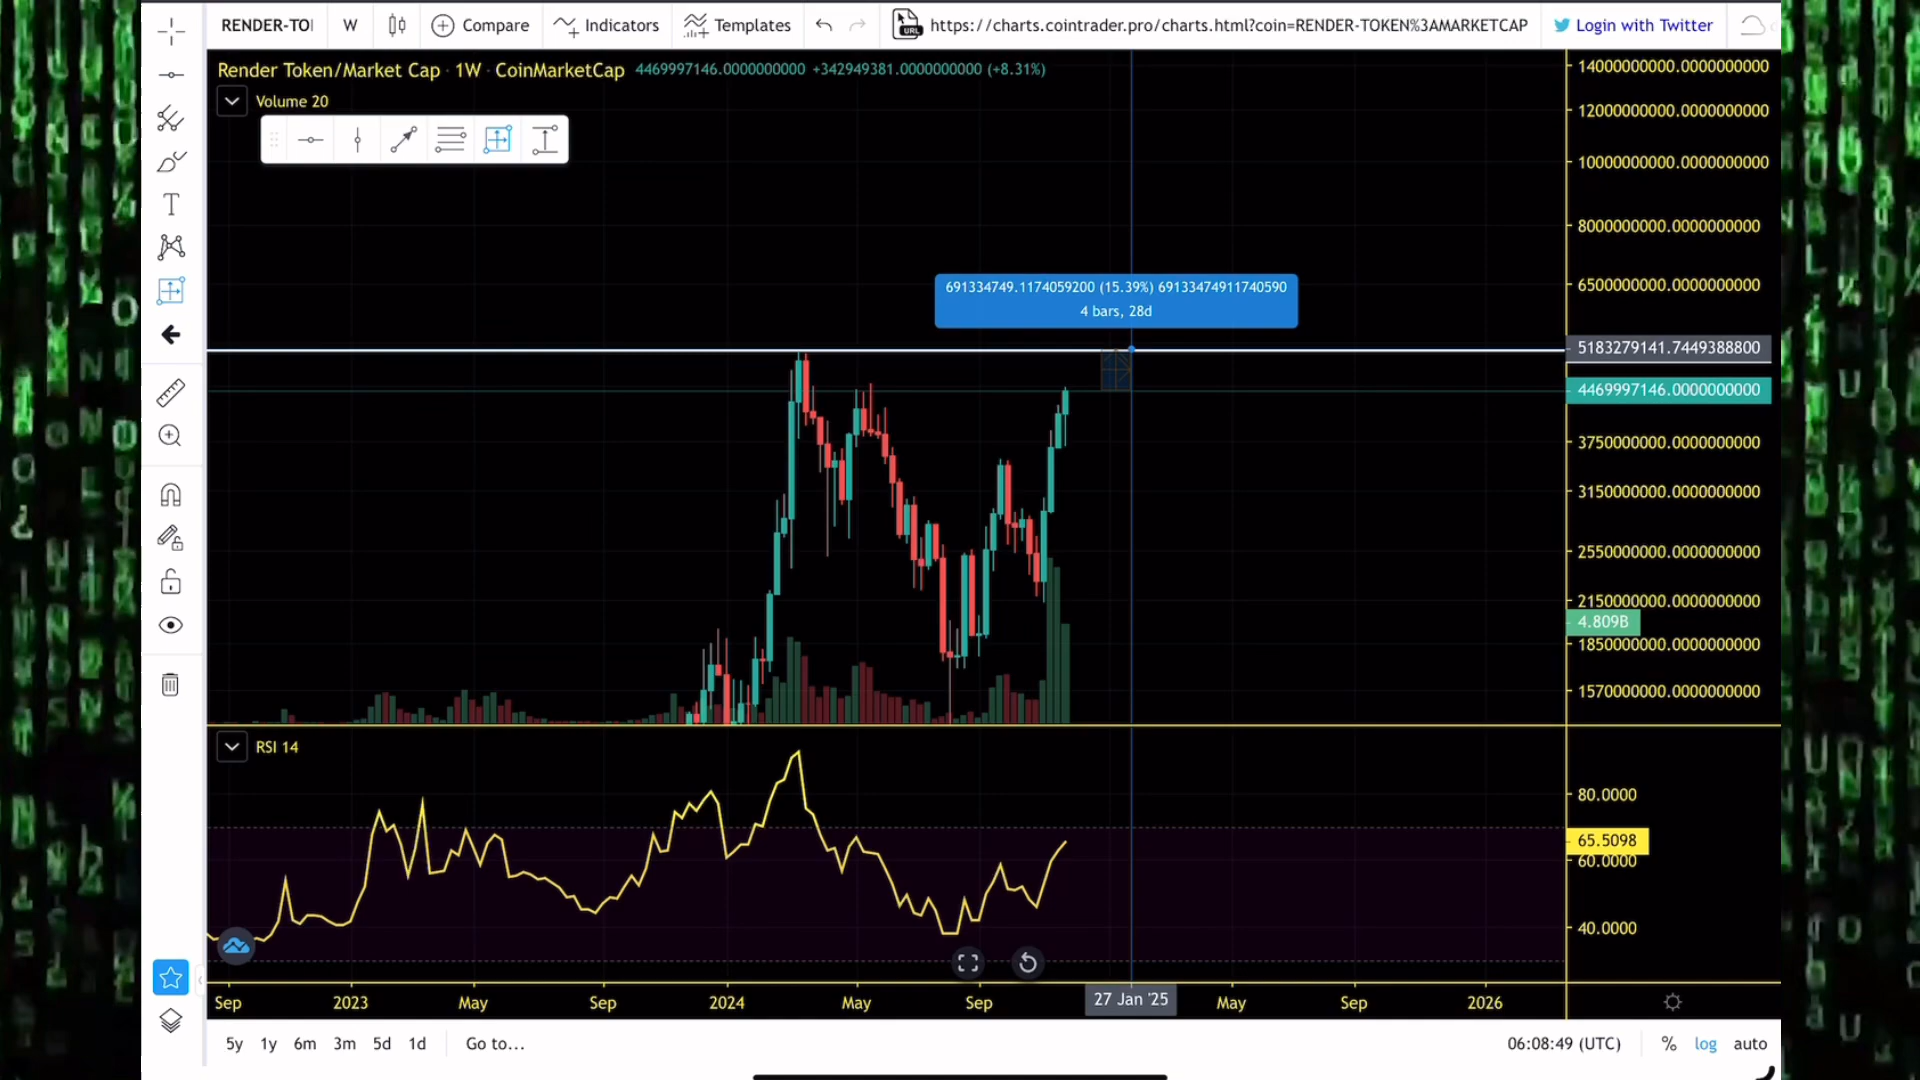 RENDER-TO
W
Compare
Indicators
Templates
URL
https://charts.cointrader.pro/charts.html?coin=RENDER-TOKEN%3AMARKETCAP
Login with Twitter
Render Token/Market Cap · 1W · CoinMarketCap 4469997146.0000000000 +342949381.0000000000 (+8.31%)
Volume 20
691334749.1174059200 (15.39%) 69133474911740590
4 bars, 28d
14000000000.0000000000
12000000000.0000000000
10000000000.0000000000
8000000000.0000000000
6500000000.0000000000
5183279141.7449388800
4469997146.0000000000
3750000000.0000000000
3150000000.0000000000
2550000000.0000000000
2150000000.0000000000
4.809B
1850000000.0000000000
1570000000.0000000000
RSI 14
80.0000
65.5098
60.0000
40.0000
Sep 2023 May Sep 2024 May Sep 27 Jan '25 May Sep 2026
5y 1y 6m 3m 5d 1d Go to...
06:08:49 (UTC) % log auto